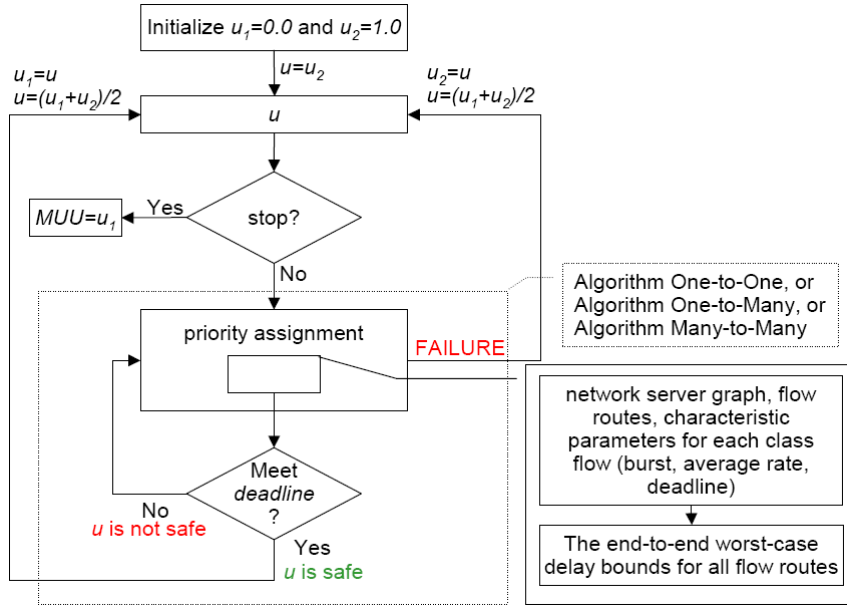 Initialize u1=0.0 and u2=1.0
u=u2
u1=u
u=(u1+u2)/2
u2=u
u=(u1+u2)/2
u
stop?
Yes
MUU=u1
No
Algorithm One-to-One, or
Algorithm One-to-Many, or
Algorithm Many-to-Many
priority assignment
FAILURE
network server graph, flow
routes, characteristic
parameters for each class
flow (burst, average rate,
deadline)
Meet
deadline
?
No
u is not safe
Yes
u is safe
The end-to-end worst-case
delay bounds for all flow routes